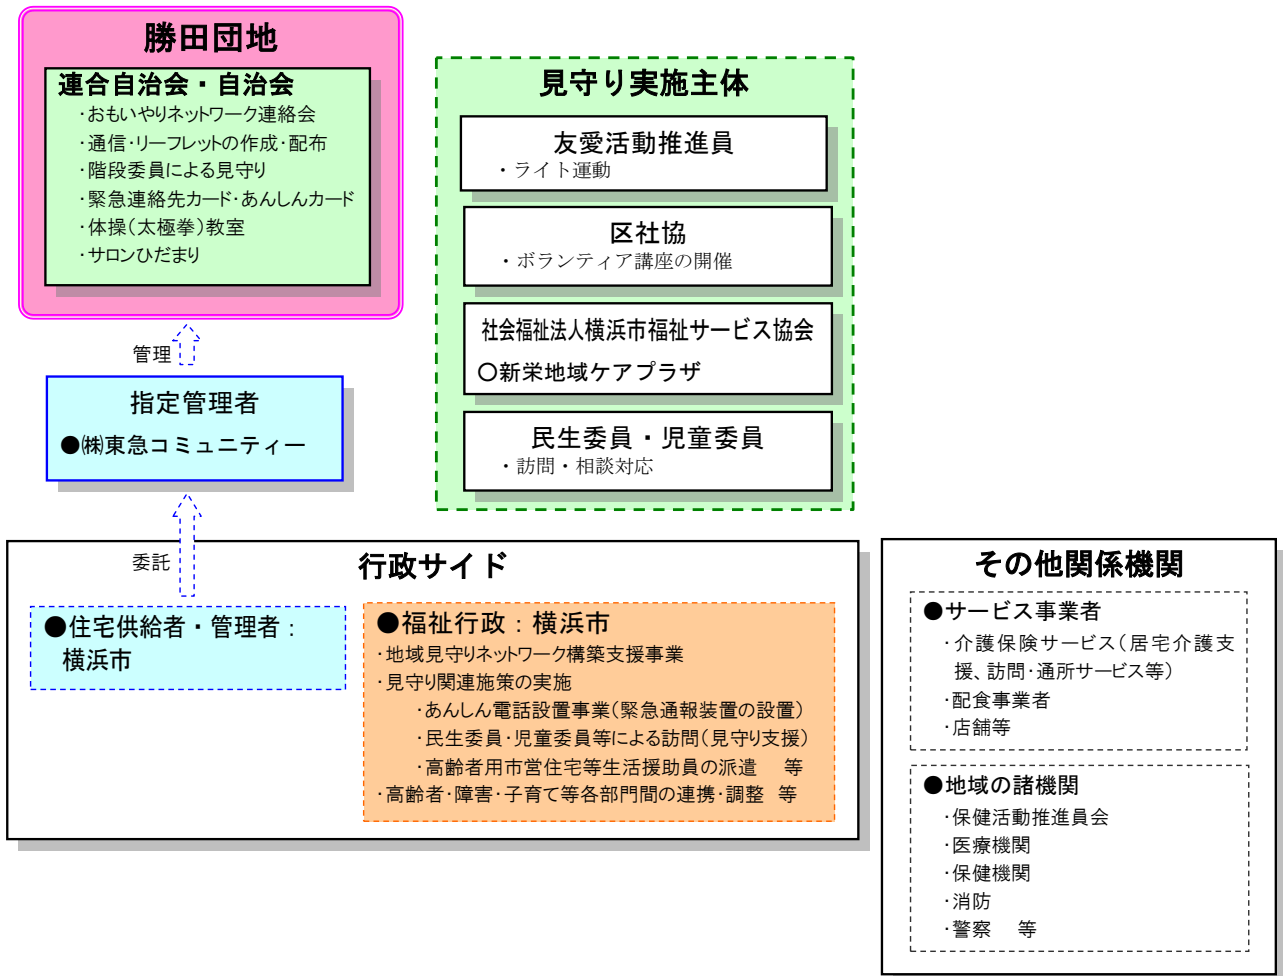 勝田団地
連合自治会・自治会
・おもいやりネットワーク連絡会
・通信・リーフレットの作成・配布
・階段委員による見守り
・緊急連絡先カード・あんしんカード
・体操（太極拳）教室
・サロンひだまり
管理
指定管理者
●㈱東急コミュニティー
見守り実施主体
友愛活動推進員
・ライト運動
区社協
・ボランティア講座の開催
社会福祉法人横浜市福祉サービス協会
○新栄地域ケアプラザ
民生委員・児童委員
・訪問・相談対応
行政サイド
委託
●住宅供給者・管理者：
横浜市
●福祉行政：横浜市
・地域見守りネットワーク構築支援事業
・見守り関連施策の実施
・あんしん電話設置事業（緊急通報装置の設置）
・民生委員・児童委員等による訪問（見守り支援）
・高齢者用市営住宅等生活援助員の派遣　等
・高齢者・障害・子育て等各部門間の連携・調整　等
その他関係機関
●サービス事業者
・介護保険サービス（居宅介護支
援、訪問・通所サービス等）
・配食事業者
・店舗等
●地域の諸機関
・保健活動推進員会
・医療機関
・保健機関
・消防
・警察　等